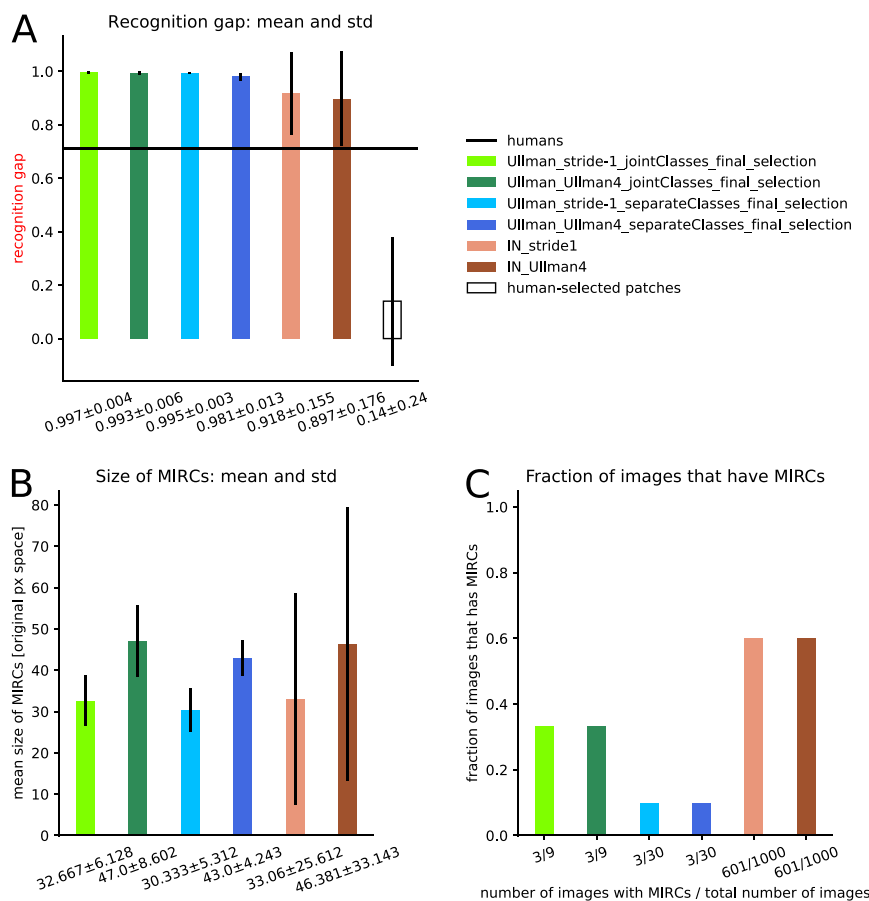 A
Recognition gap: mean and std
recognition gap
1.0
0.8
0.6
0.4
0.2
0.0
0.997±0.004
0.993±0.006
0.995±0.003
0.981±0.013
0.918±0.155
0.897±0.176
0.14±0.24
humans
Ullman_stride-1_jointClasses_final_selection
Ullman_Ullman4_jointClasses_final_selection
Ullman_stride-1_separateClasses_final_selection
Ullman_Ullman4_separateClasses_final_selection
IN_stride1
IN_Ullman4
human-selected patches
B
Size of MIRCs: mean and std
mean size of MIRCs [original px space]
80
70
60
50
40
30
20
10
0
32.667±6.128
47.0±8.602
30.333±5.312
43.0±4.243
33.06±25.612
46.381±33.143
C
Fraction of images that have MIRCs
fraction of images that has MIRCs
1.0
0.8
0.6
0.4
0.2
0.0
3/9
3/9
3/30
3/30
601/1000
601/1000
number of images with MIRCs / total number of images